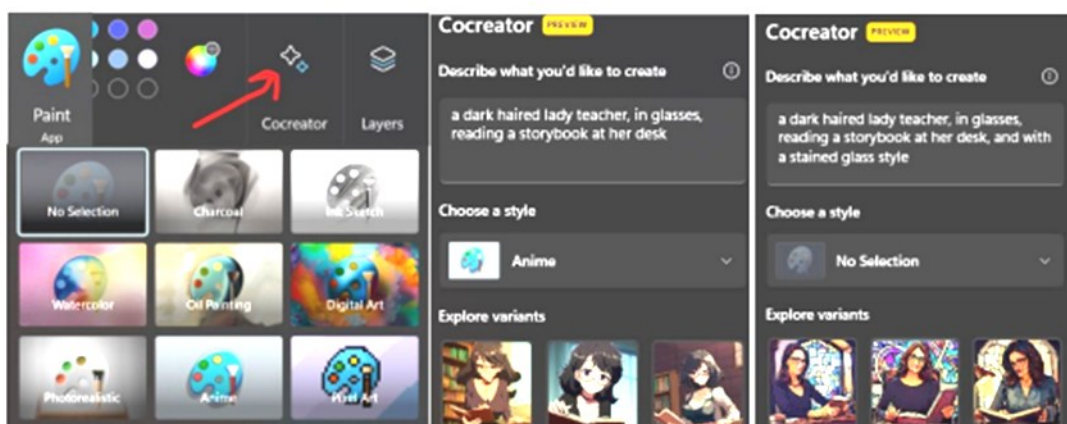 Paint
App
Cocreator
Layers
No Selection
Charcoal
Ink Sketch
Watercolor
Oil Painting
Digital Art
Photorealistic
Anime
Pixel Art
Cocreator PREVIEW
Describe what you'd like to create
a dark haired lady teacher, in glasses,
reading a storybook at her desk
Choose a style
Anime
Explore variants
Cocreator PREVIEW
Describe what you'd like to create
a dark haired lady teacher, in glasses,
reading a storybook at her desk, and with
a stained glass style
Choose a style
No Selection
Explore variants